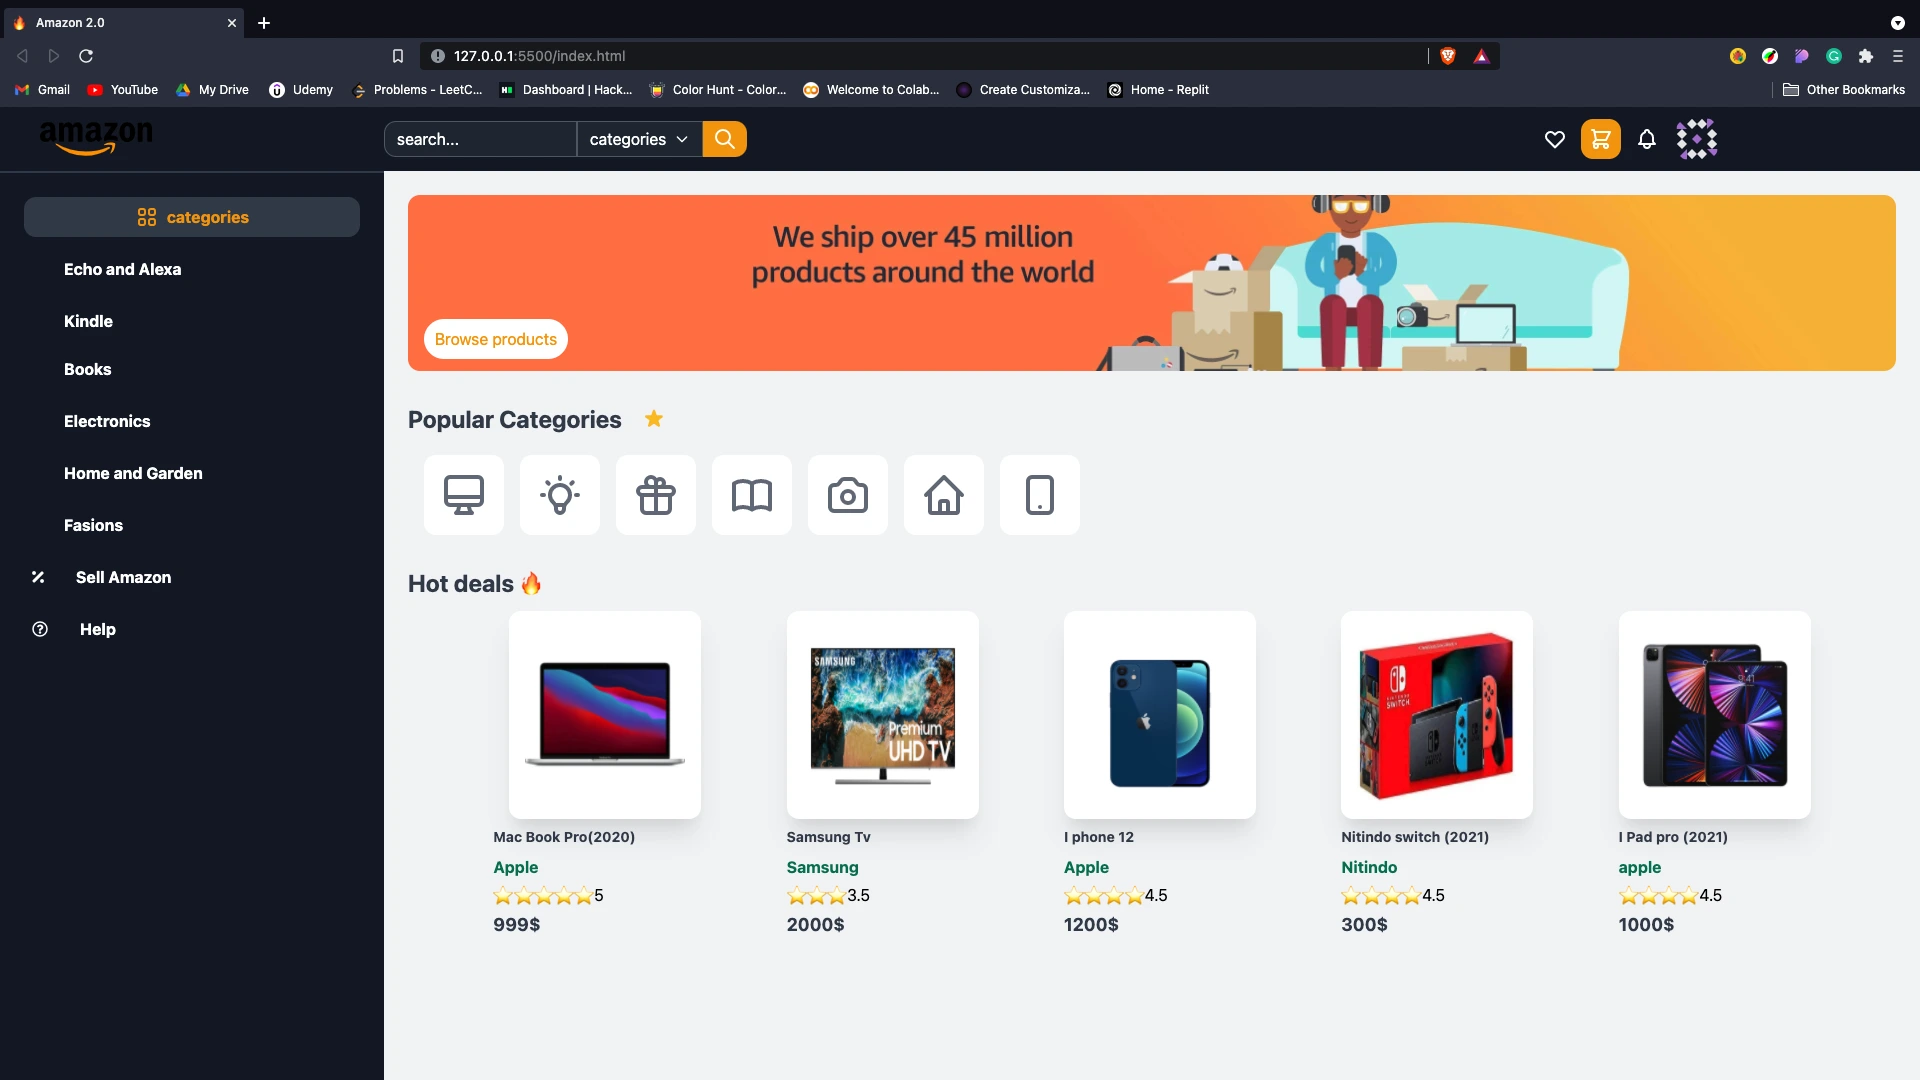 Amazon 2.0
127.0.0.1:5500/index.html
Gmail
YouTube
My Drive
Udemy
Problems - LeetC...
Dashboard | Hack...
Color Hunt - Color...
Welcome to Colab...
Create Customiza...
Home - Replit
Other Bookmarks
amazon
search...
categories
categories
Echo and Alexa
Kindle
Books
Electronics
Home and Garden
Fasions
Sell Amazon
Help
We ship over 45 million
products around the world
Browse products
Popular Categories
Hot deals 🔥
SAMSUNG
Premium
UHD TV
NINTENDO
SWITCH
9:41
Mac Book Pro(2020)
Apple
⭐⭐⭐⭐⭐5
999$
Samsung Tv
Samsung
⭐⭐⭐3.5
2000$
I phone 12
Apple
⭐⭐⭐⭐4.5
1200$
Nitindo switch (2021)
Nitindo
⭐⭐⭐⭐4.5
300$
I Pad pro (2021)
apple
⭐⭐⭐⭐4.5
1000$